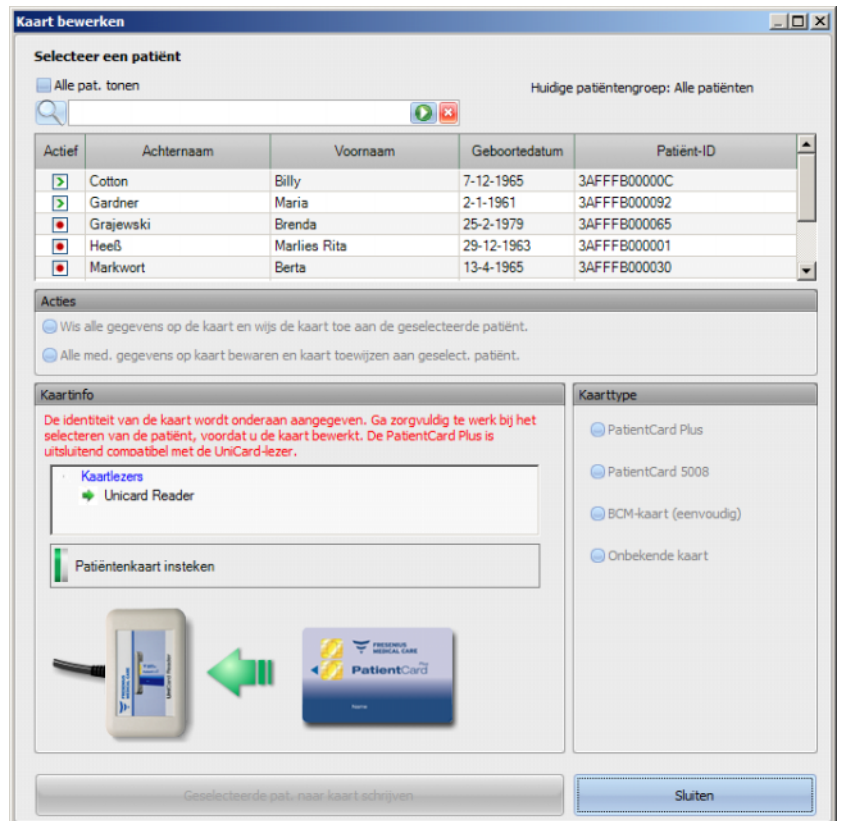 Kaart bewerken
Selecteer een patiënt
Alle pat. tonen
Huidige patiëntengroep: Alle patiënten
Actief Achternaam Voornaam Geboortedatum Patiënt-ID
Cotton Billy 7-12-1965 3AFFFB00000C
Gardner Maria 2-1-1961 3AFFFB000092
Grajewski Brenda 25-2-1979 3AFFFB000065
Heeß Marlies Rita 29-12-1963 3AFFFB000001
Markwort Berta 13-4-1965 3AFFFB000030
Acties
Wis alle gegevens op de kaart en wijs de kaart toe aan de geselecteerde patiënt.
Alle med. gegevens op kaart bewaren en kaart toewijzen aan geselect. patiënt.
Kaartinfo
De identiteit van de kaart wordt onderaan aangegeven. Ga zorgvuldig te werk bij het
selecteren van de patiënt, voordat u de kaart bewerkt. De PatientCard Plus is
uitsluitend compatibel met de UniCard-lezer.
Kaartlezers
Unicard Reader
Patiëntenkaart insteken
FRESENIUS
MEDICAL CARE
UniCard Reader
FRESENIUS
MEDICAL CARE
Plus
PatientCard
Name
Kaarttype
PatientCard Plus
PatientCard 5008
BCM-kaart (eenvoudig)
Onbekende kaart
Geselecteerde pat. naar kaart schrijven
Sluiten